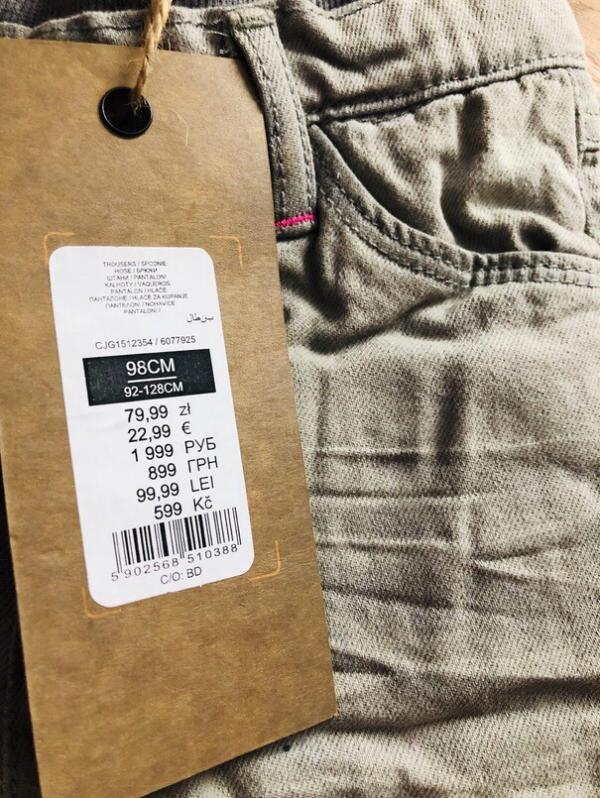 TROUSERS / SPODNIE
HOSE / БРЮКИ
ШТАНИ / PANTALONI
KALHOTY / VAQUEROS
PANTALON / HLAČE
ПАНТАЛОНЕ / HLACE ZA KUPANJE
ПАНТАЛОНИ / NOHAVICE
PANTALONI /
CJG1512354 / 6077925
98CM
92-128CM
79,99 zł
22,99 €
1 999 РУБ
899 ГРН
99,99 LEI
599 Kč
5 902568 510388
C/O: BD